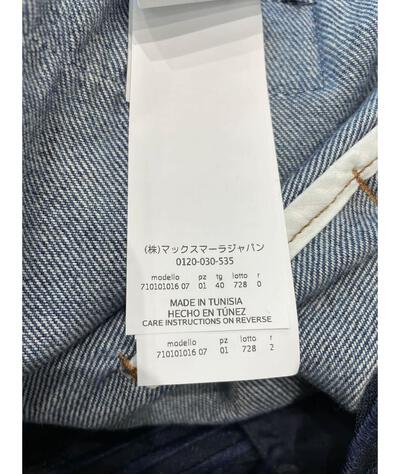 (株)マックスマーラジャパン
0120-030-535
modello pz tg lotto r
710101016 07 01 40 728 0
MADE IN TUNISIA
HECHO EN TÚNEZ
CARE INSTRUCTIONS ON REVERSE
modello pz lotto r
710101016 07 01 728 2